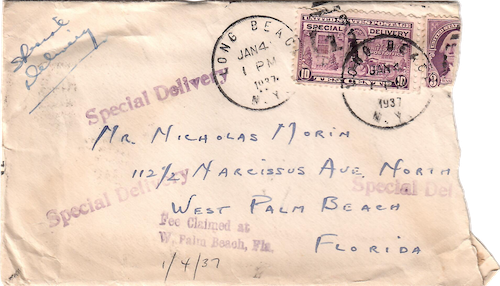 Special
Delivery
LONG BEACH
JAN 4
1 PM
1937
N.Y.
UNITED STATES POSTAGE
SPECIAL DELIVERY
10 10
3
LONG BEACH
JAN 4
1937
N.Y.
Special Delivery
MR. NICHOLAS MORIN
112½ NARCISSUS AVE, NORTH
Special Delivery
Special Del
WEST PALM BEACH
Fee Claimed at
W. Palm Beach, Fla.
FLORIDA
1/4/37